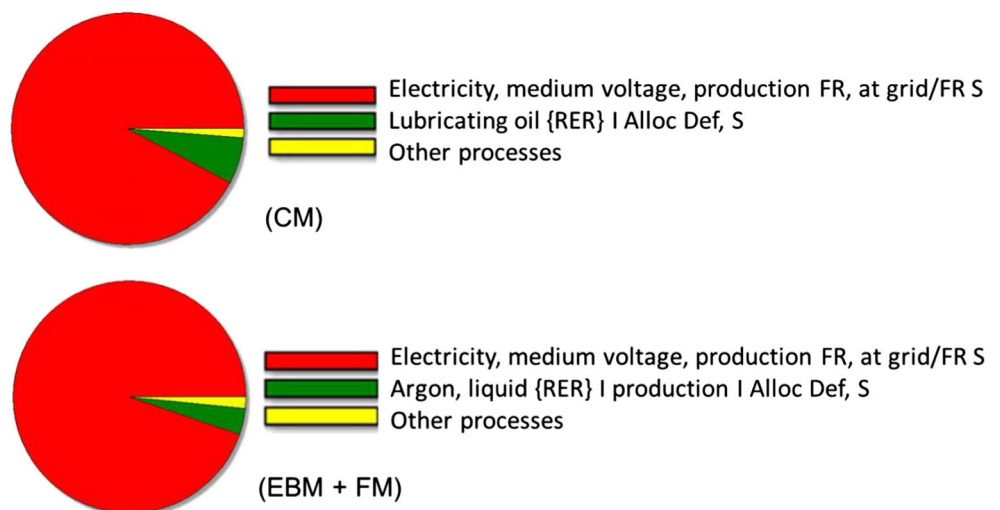 Electricity, medium voltage, production FR, at grid/FR S
Lubricating oil {RER} I Alloc Def, S
Other processes
(CM)
Electricity, medium voltage, production FR, at grid/FR S
Argon, liquid {RER} I production I Alloc Def, S
Other processes
(EBM + FM)